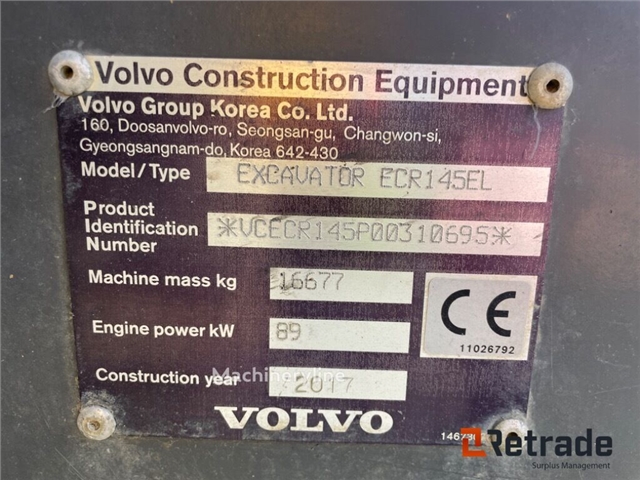 Volvo Construction Equipment
Volvo Group Korea Co. Ltd.
160, Doosanvolvo-ro, Seongsan-gu, Changwon-si,
Gyeongsangnam-do, Korea 642-430
Model/Type EXCAVATOR ECR145EL
Product
Identification
Number
*VCECR145P00310695*
Machine mass kg 16677
Engine power kW 89
CE
11026792
Construction year 2017
Machineryline
VOLVO
Retrade
Surplus Management